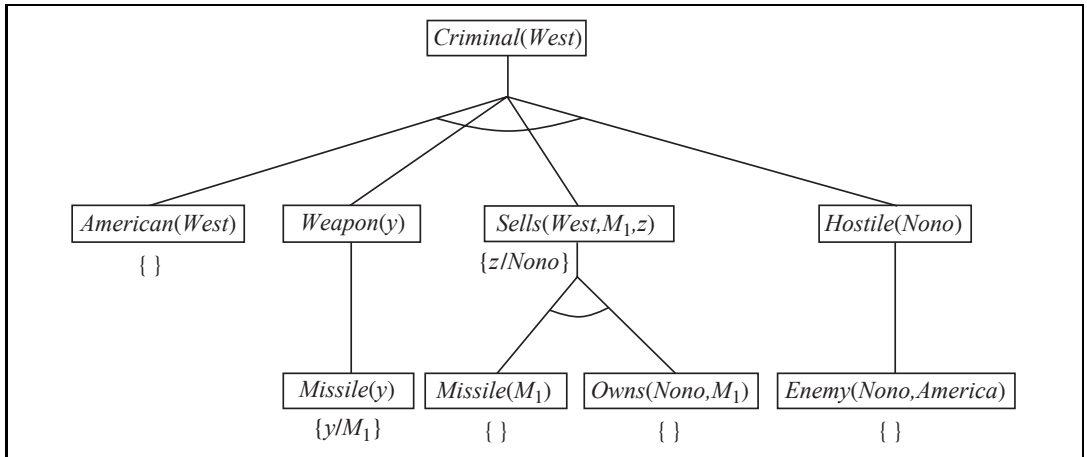 Criminal(West)
American(West) Weapon(y) Sells(West,M₁,z) Hostile(Nono)
{ } {z/Nono}
Missile(y) Missile(M₁) Owns(Nono,M₁) Enemy(Nono,America)
{y/M₁} { } { } { }